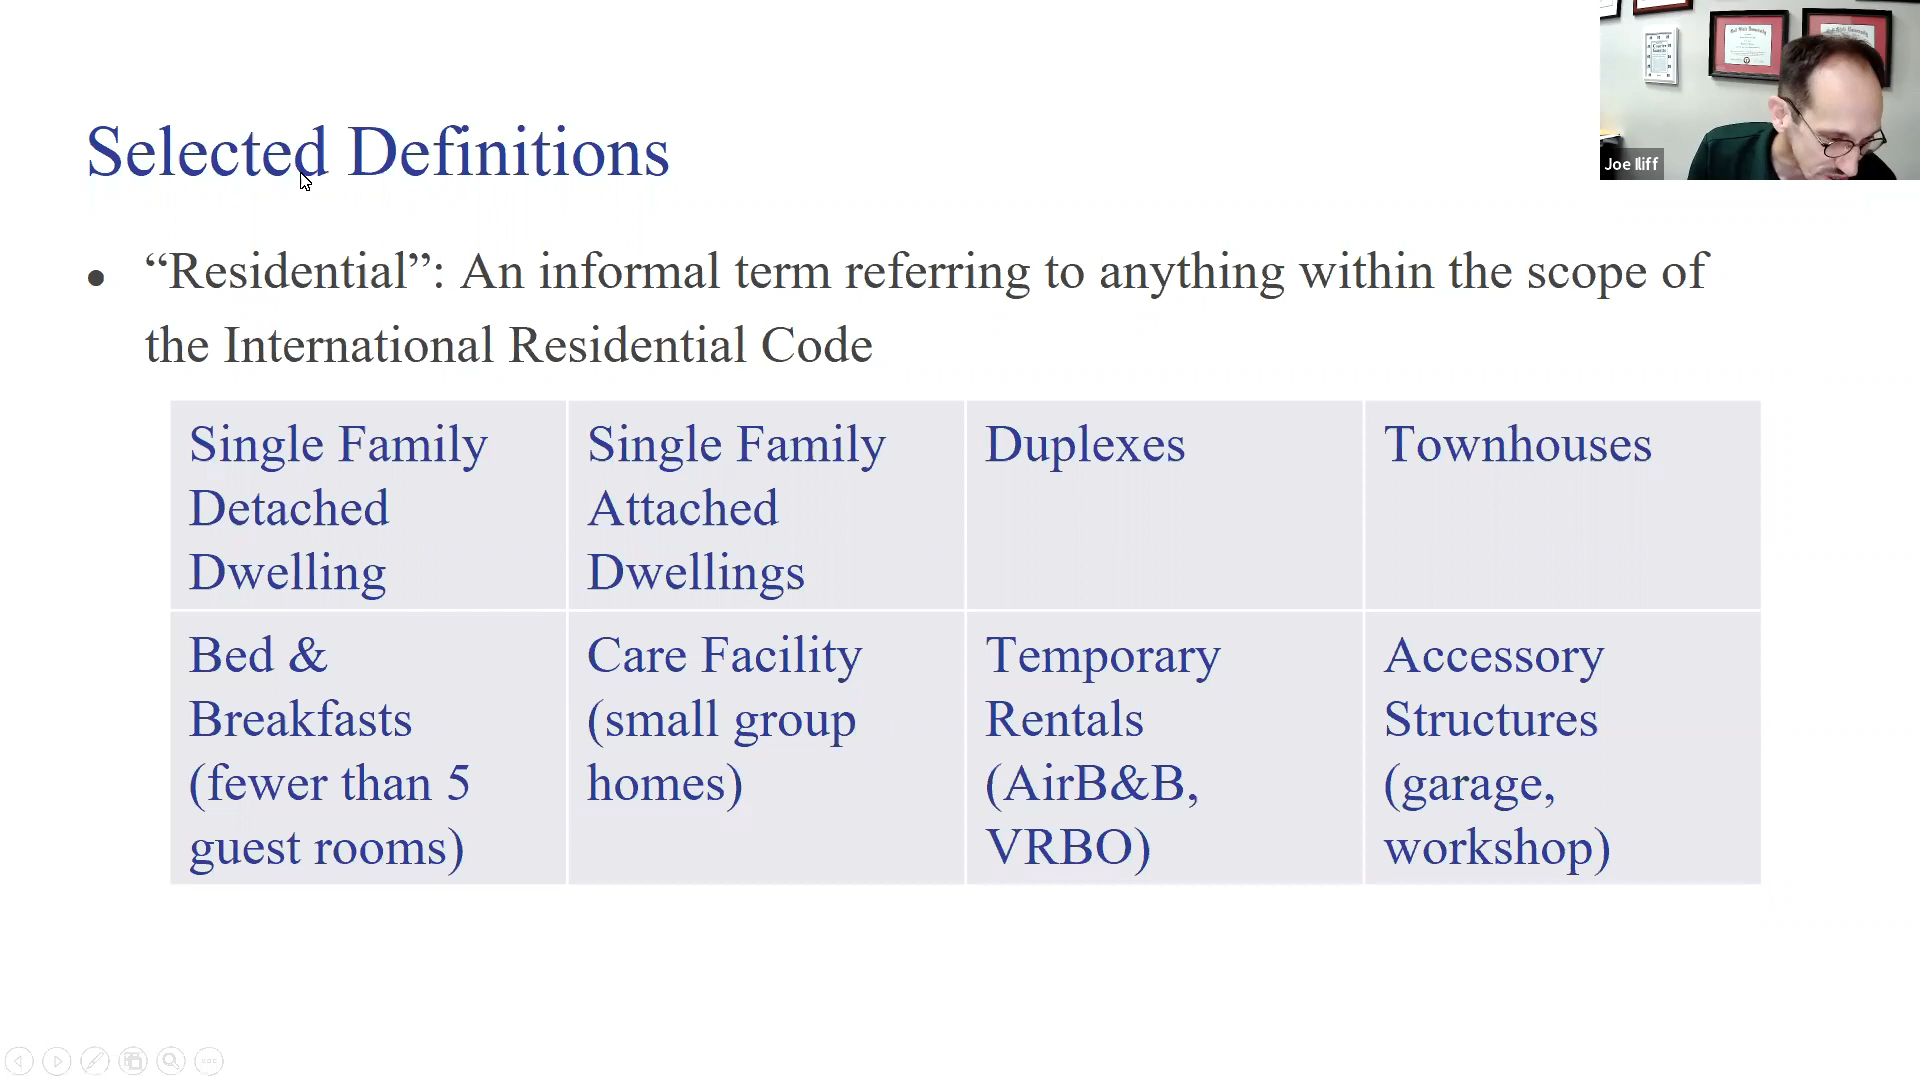 Selected Definitions
Joe Iliff
• “Residential”: An informal term referring to anything within the scope of
the International Residential Code
Single Family
Detached
Dwelling
Single Family
Attached
Dwellings
Duplexes
Townhouses
Bed &
Breakfasts
(fewer than 5
guest rooms)
Care Facility
(small group
homes)
Temporary
Rentals
(AirB&B,
VRBO)
Accessory
Structures
(garage,
workshop)